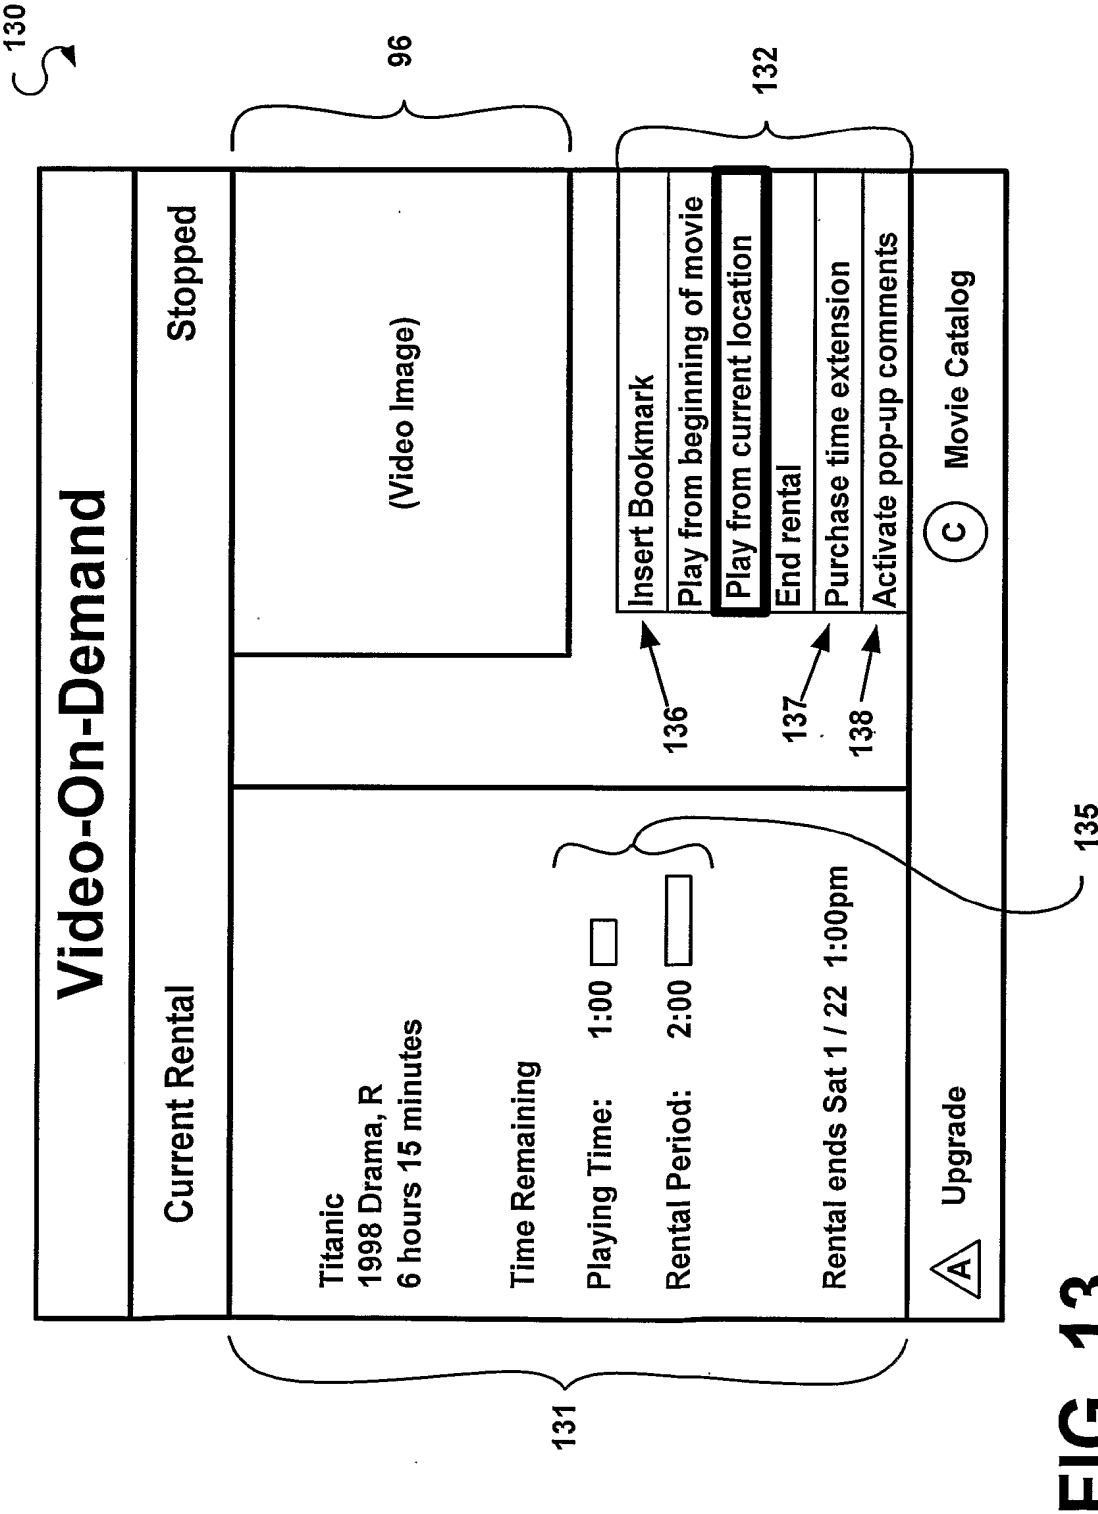 130
Video-On-Demand
Current Rental
Stopped
Titanic
1998 Drama, R
6 hours 15 minutes
Time Remaining
Playing Time: 1:00
Rental Period: 2:00
Rental ends Sat 1 / 22 1:00pm
(Video Image)
Insert Bookmark
Play from beginning of movie
Play from current location
End rental
Purchase time extension
Activate pop-up comments
A Upgrade
C Movie Catalog
96
132
136
137
138
131
135
FIG. 13